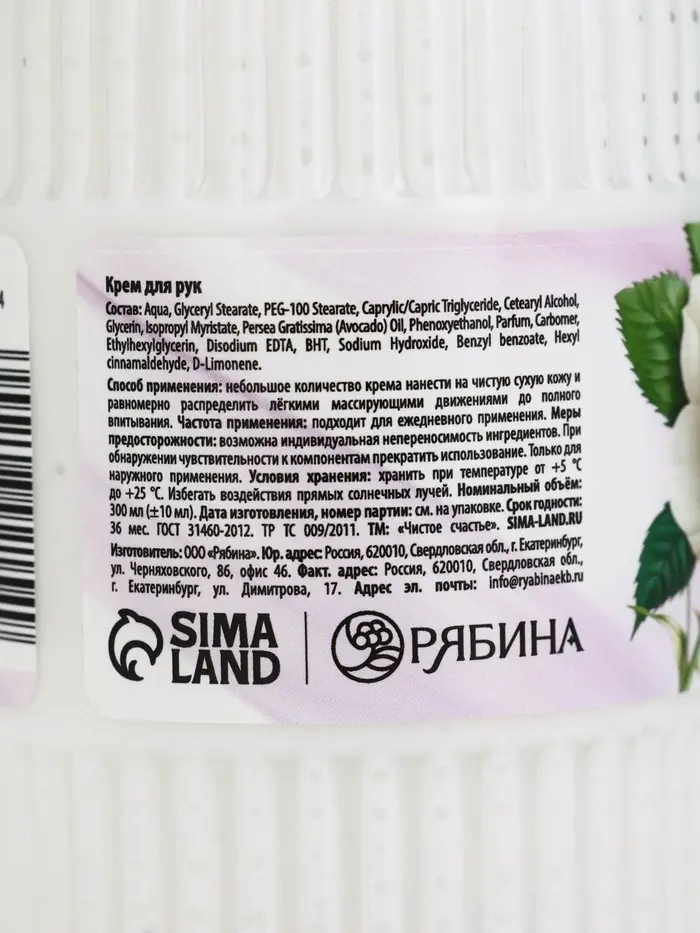 4
Крем для рук
Состав: Aqua, Glyceryl Stearate, PEG-100 Stearate, Caprylic/Capric Triglyceride, Cetearyl Alcohol,
Glycerin, Isopropyl Myristate, Persea Gratissima (Avocado) Oil, Phenoxyethanol, Parfum, Carbomer,
Ethylhexylglycerin, Disodium EDTA, BHT, Sodium Hydroxide, Benzyl benzoate, Hexyl
cinnamaldehyde, D-Limonene.
Способ применения: небольшое количество крема нанести на чистую сухую кожу и
равномерно распределить лёгкими массирующими движениями до полного
впитывания. Частота применения: подходит для ежедневного применения. Меры
предосторожности: возможна индивидуальная непереносимость ингредиентов. При
обнаружении чувствительности к компонентам прекратить использование. Только для
наружного применения. Условия хранения: хранить при температуре от +5 °C
до +25 °C. Избегать воздействия прямых солнечных лучей. Номинальный объём:
300 мл (±10 мл). Дата изготовления, номер партии: см. на упаковке. Срок годности:
36 мес. ГОСТ 31460-2012. ТР ТС 009/2011. ТМ: «Чистое счастье». SIMA-LAND.RU
Изготовитель: ООО «Рябина». Юр. адрес: Россия, 620010, Свердловская обл., г. Екатеринбург,
ул. Черняховского, 86, офис 46. Факт. адрес: Россия, 620010, Свердловская обл.,
г. Екатеринбург, ул. Димитрова, 17. Адрес эл. почты: info@ryabinaekb.ru
SIMA
LAND
РЯБИНА